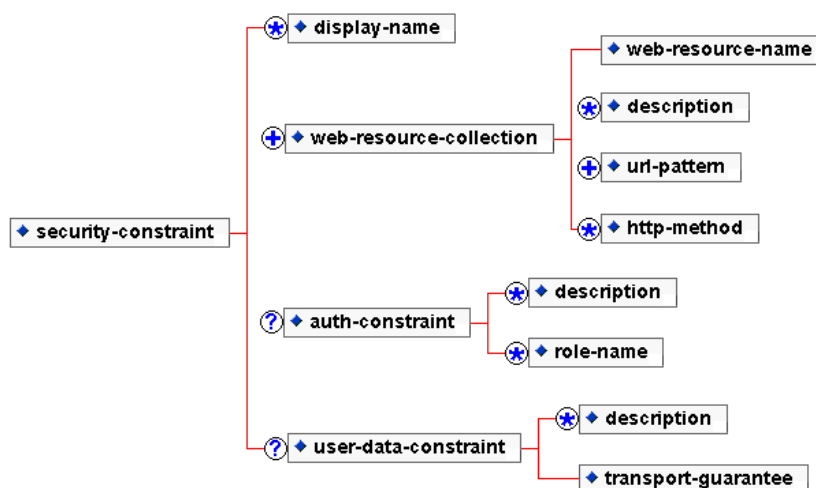 display-name
web-resource-name
description
web-resource-collection
url-pattern
http-method
security-constraint
description
auth-constraint
role-name
description
user-data-constraint
transport-guarantee